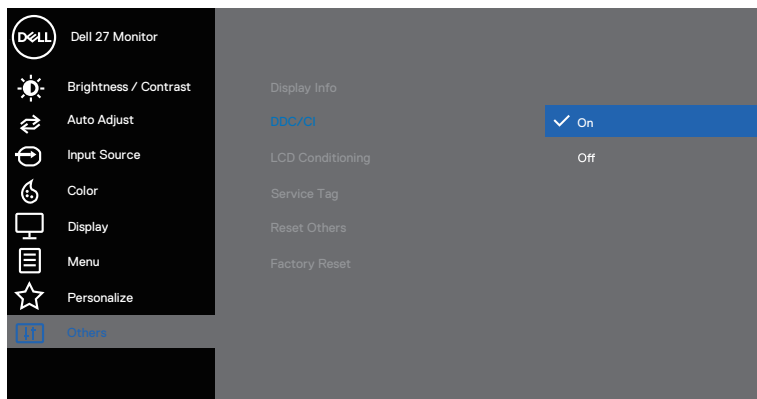 DELL
Dell 27 Monitor
Brightness / Contrast
Auto Adjust
Input Source
Color
Display
Menu
Personalize
Others
Display Info
DDC/CI
LCD Conditioning
Service Tag
Reset Others
Factory Reset
On
Off